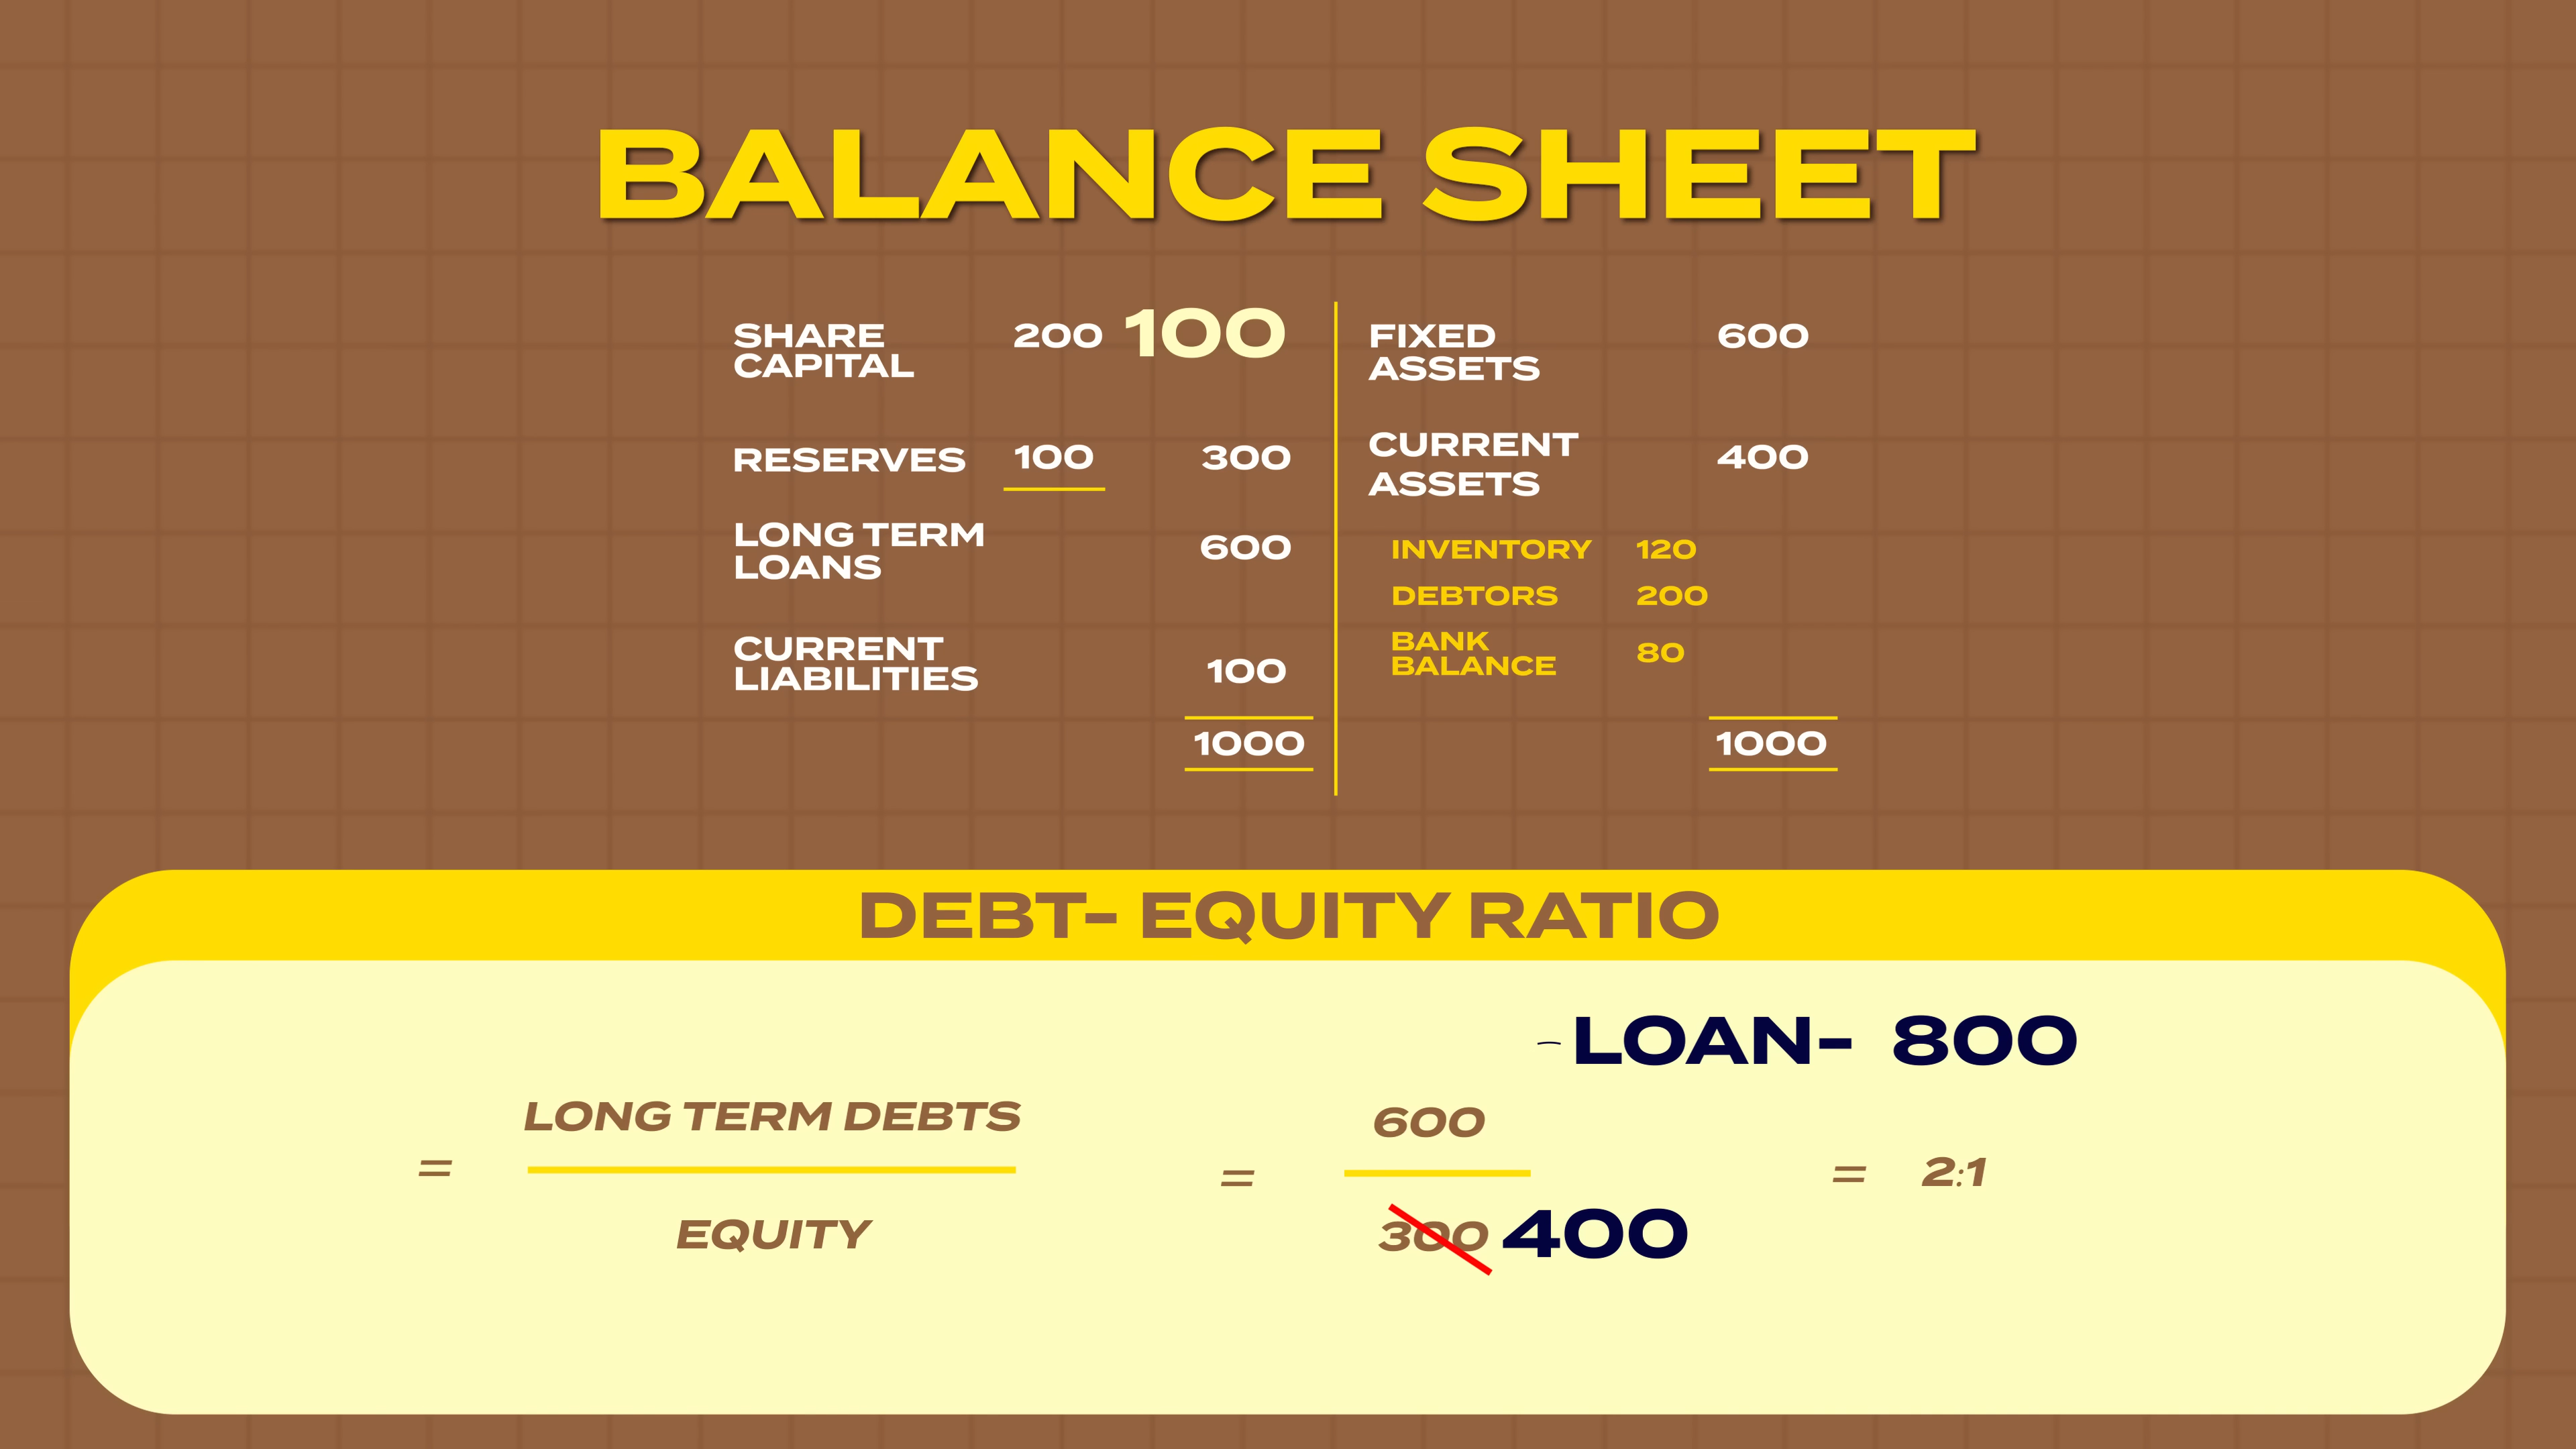 BALANCE SHEET
SHARE CAPITAL 200 100
RESERVES 100 300
LONG TERM LOANS 600
CURRENT LIABILITIES 100
1000
FIXED ASSETS 600
CURRENT ASSETS 400
INVENTORY 120
DEBTORS 200
BANK BALANCE 80
1000
DEBT- EQUITY RATIO
- LOAN- 800
= LONG TERM DEBTS = 600 = 2:1
EQUITY 300 400